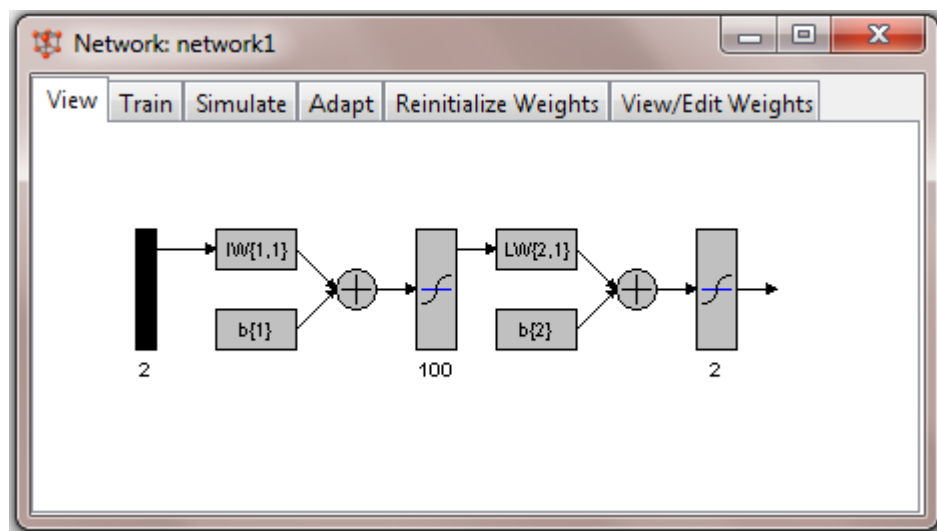 Network: network1
View Train Simulate Adapt Reinitialize Weights View/Edit Weights
IW{1,1} LW{2,1}
b{1} b{2}
2 100 2